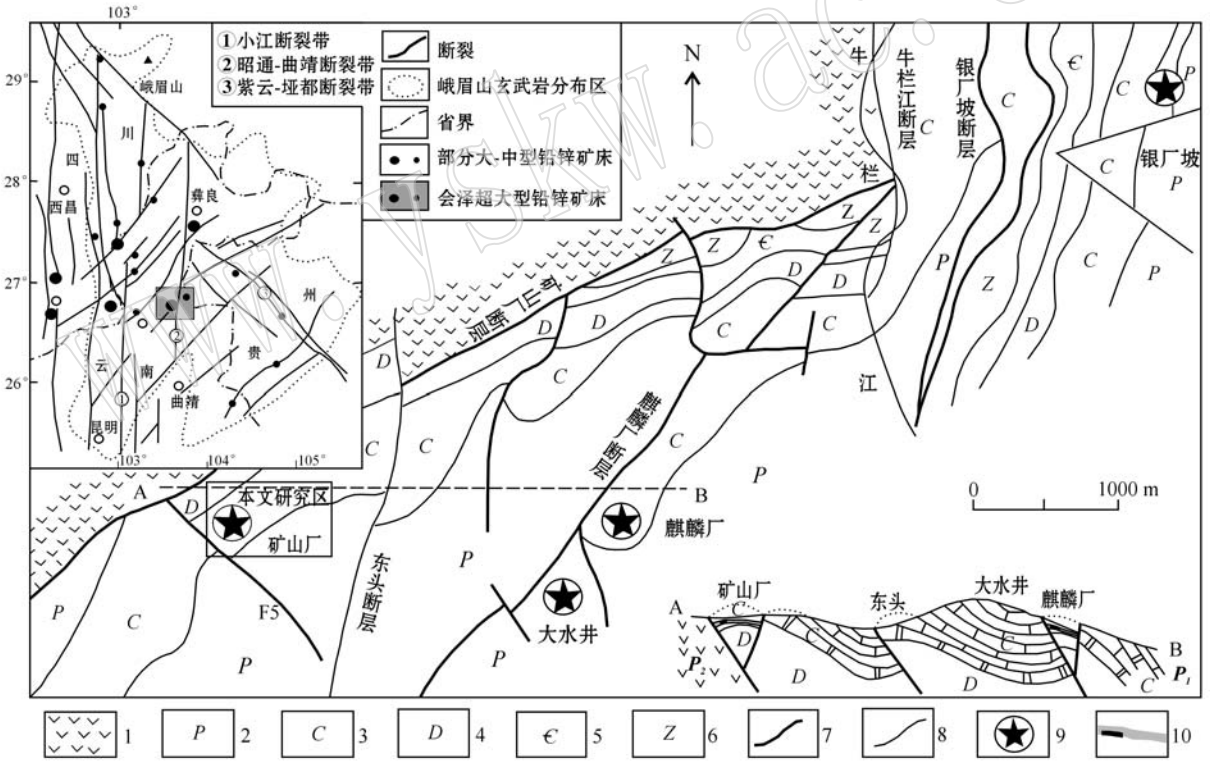 103°
29°
28°
27°
26°
103°
104°
105°
峨眉山
川
四
西昌
彝良
州
云
南
贵
曲靖
昆明
①
②
①小江断裂带
②昭通-曲靖断裂带
③紫云-垭都断裂带
断裂
峨眉山玄武岩分布区
省界
部分大-中型铅锌矿床
会泽超大型铅锌矿床
N
牛
栏
江
牛栏江断层
银厂坡断层
银厂坡
矿山厂断层
麒麟厂断层
东头断层
A
B
本文研究区
矿山厂
麒麟厂
大水井
F5
P
C
D
Є
Z
0
1000 m
A
矿山厂
东头
大水井
麒麟厂
B
P₂
C
D
C
D
C
D
C
P₁
1
P 2
C 3
D 4
Є 5
Z 6
7
8
9
10
www.yskw.ac.